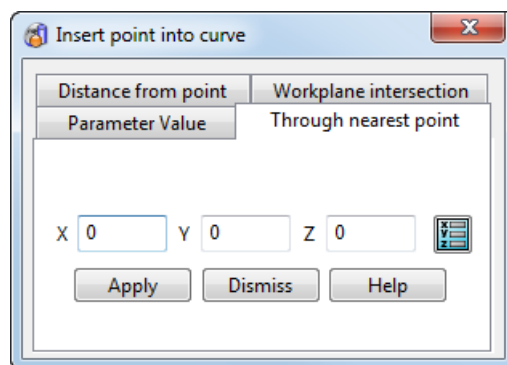 Insert point into curve
Distance from point Workplane intersection
Parameter Value Through nearest point
X 0 Y 0 Z 0
Apply Dismiss Help